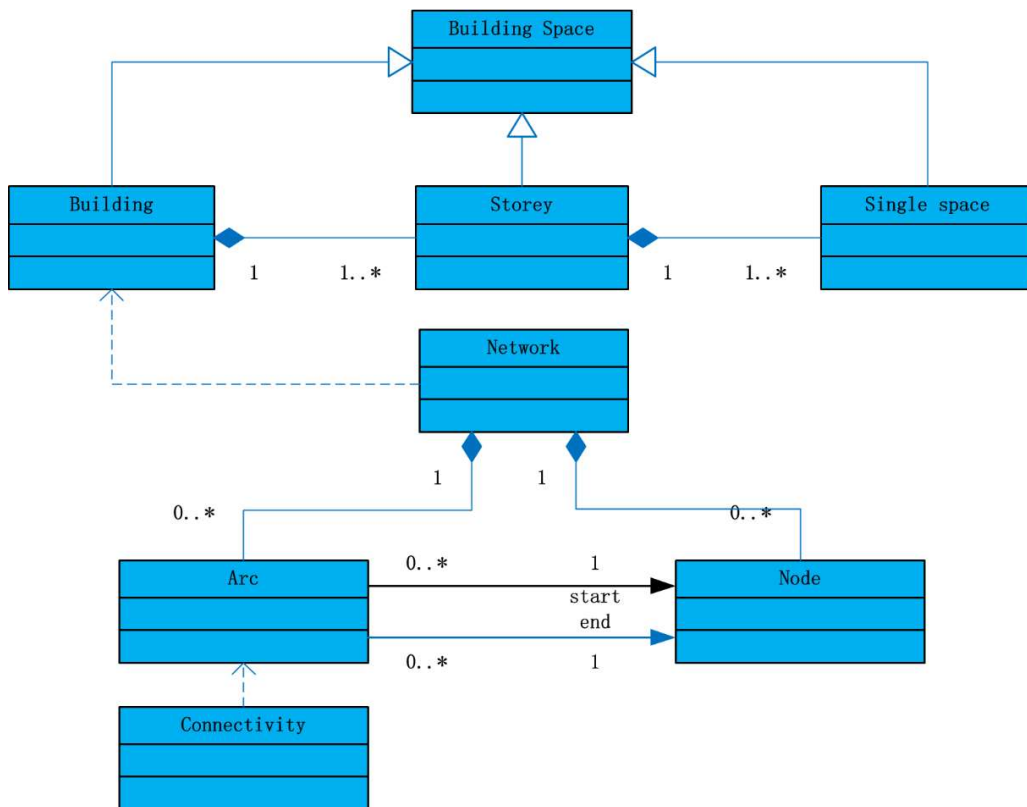 Building Space
Building
Storey
Single space
1
1..*
1
1..*
Network
1
1
0..*
0..*
Arc
0..*
1
Node
start
end
0..*
1
Connectivity